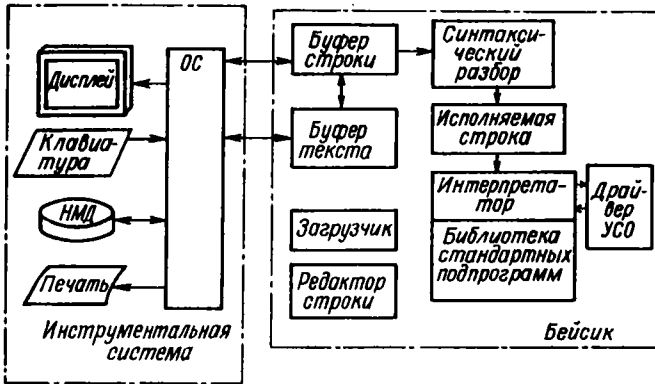 Дисплей
Клавиа-
тура
НМД
Печать
ОС
Инструментальная
система
Буфер
строки
Буфер
текста
Загрузчик
Редактор
строки
Синтакси-
ческий
разбор
Исполняемая
строка
Интерпрета-
тор
Библиотека
стандартных
подпрограмм
Драй-
вер
УСО
Бейсик